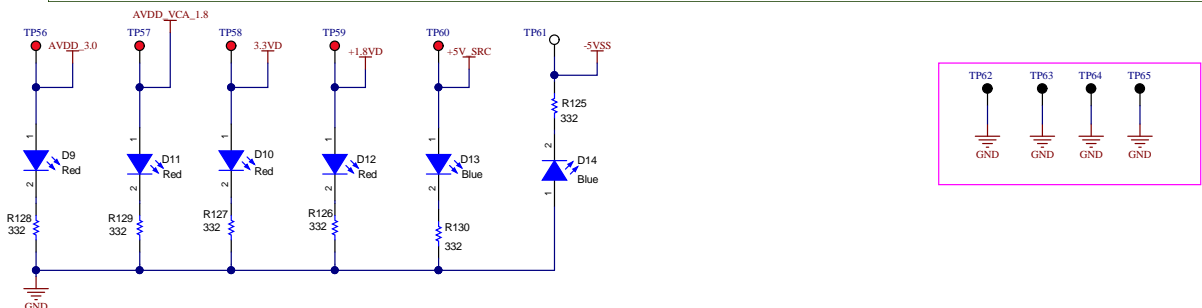 AVDD_VCA_1.8
TP56
AVDD_3.0
TP57
TP58
3.3VD
TP59
+1.8VD
TP60
+5V_SRC
TP61
-5VSS
TP62
TP63
TP64
TP65
R125
332
1
1
1
1
1
2
D9
Red
D11
Red
D10
Red
D12
Red
D13
Blue
D14
Blue
2
2
2
2
2
1
R128
332
R129
332
R127
332
R126
332
R130
332
GND
GND
GND
GND
GND